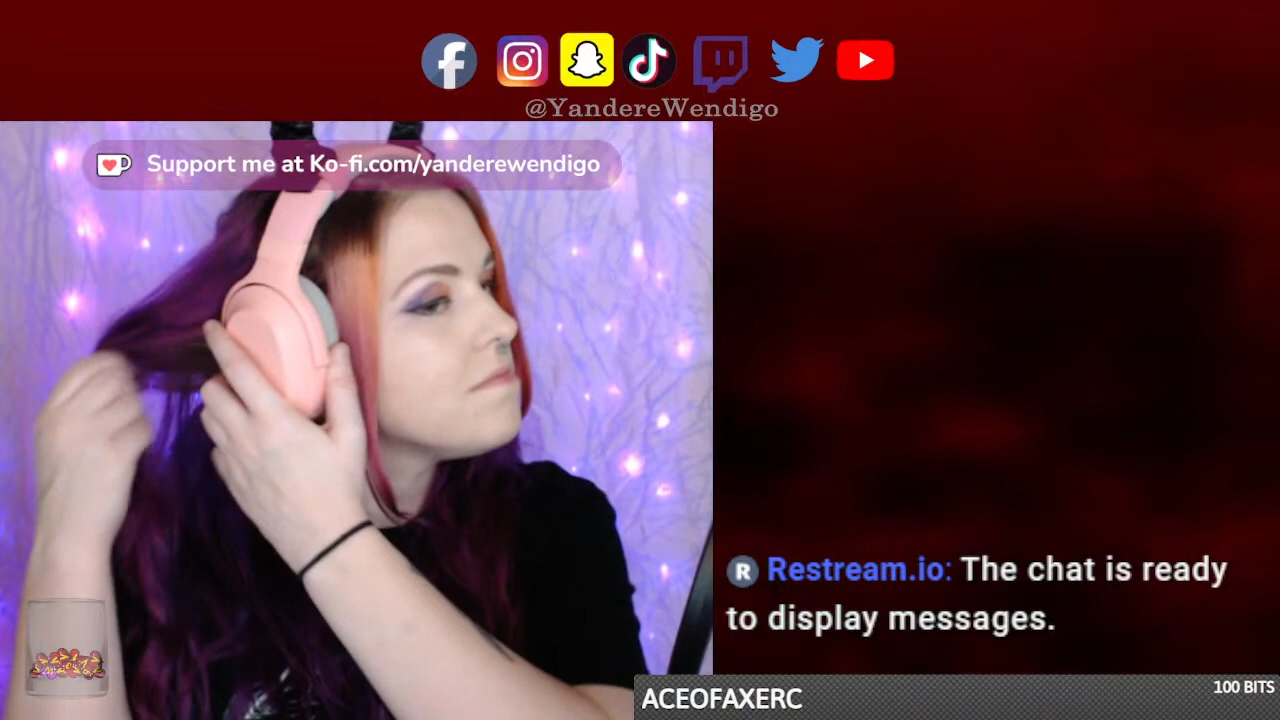 @YandereWendigo
Support me at Ko-fi.com/yanderewendigo
R Restream.io: The chat is ready
to display messages.
100 BITS
ACEOFAXERC